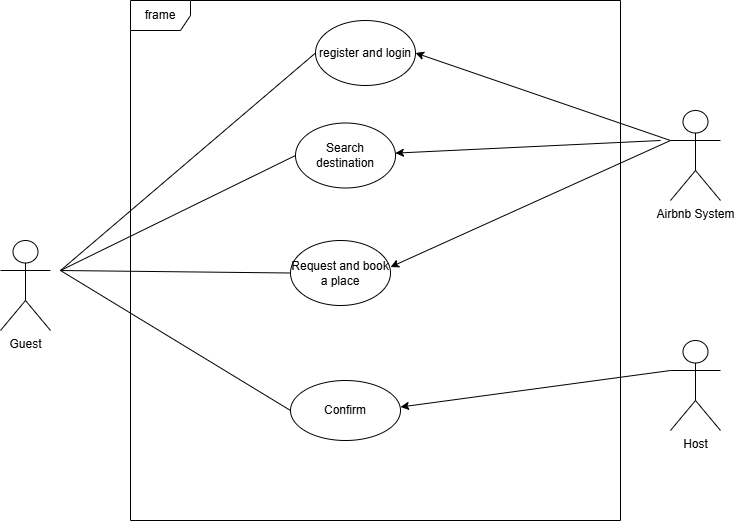 frame
register and login
Search
destination
Airbnb System
Request and book
a place
Guest
Confirm
Host